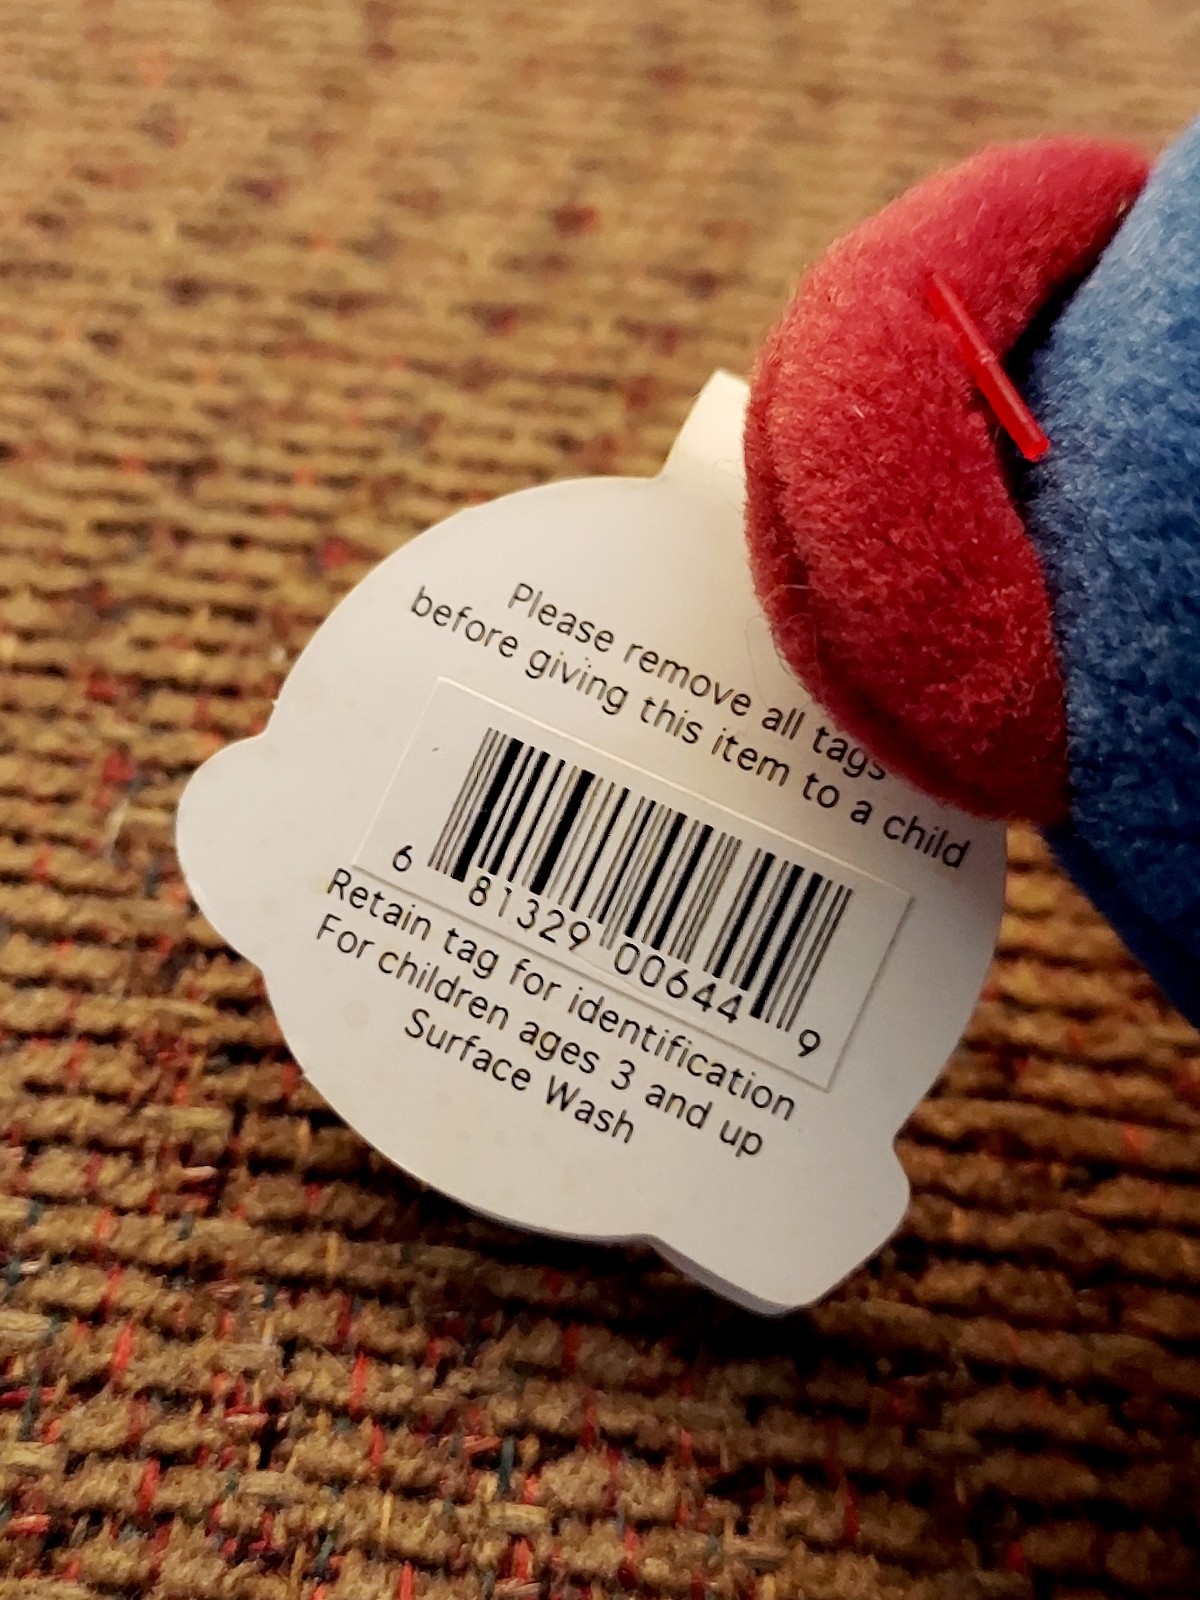 Please remove all tags
before giving this item to a child
6 81329 00644 9
Retain tag for identification
For children ages 3 and up
Surface Wash